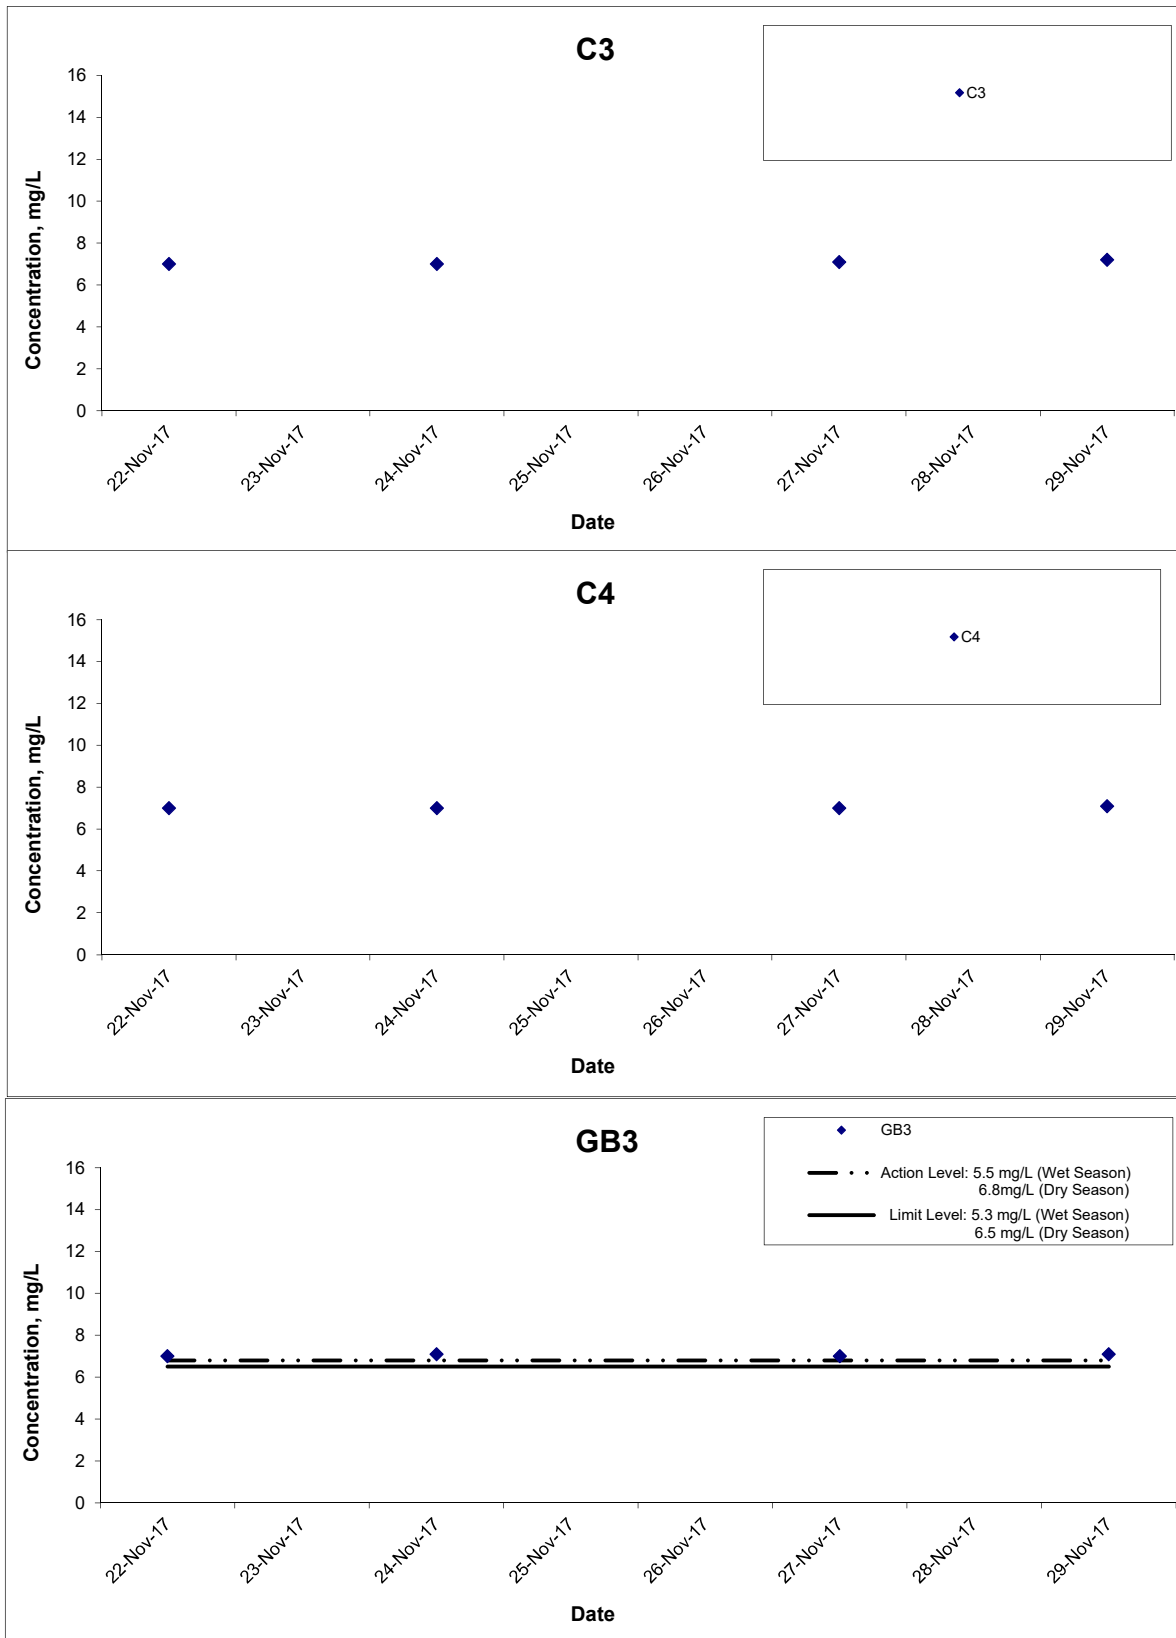 C3
C3
16
14
12
10
8
6
4
2
0
Concentration, mg/L
22-Nov-17
23-Nov-17
24-Nov-17
25-Nov-17
26-Nov-17
27-Nov-17
28-Nov-17
29-Nov-17
Date
C4
C4
16
14
12
10
8
6
4
2
0
Concentration, mg/L
22-Nov-17
23-Nov-17
24-Nov-17
25-Nov-17
26-Nov-17
27-Nov-17
28-Nov-17
29-Nov-17
Date
GB3
GB3
Action Level: 5.5 mg/L (Wet Season)
6.8mg/L (Dry Season)
Limit Level: 5.3 mg/L (Wet Season)
6.5 mg/L (Dry Season)
16
14
12
10
8
6
4
2
0
Concentration, mg/L
22-Nov-17
23-Nov-17
24-Nov-17
25-Nov-17
26-Nov-17
27-Nov-17
28-Nov-17
29-Nov-17
Date